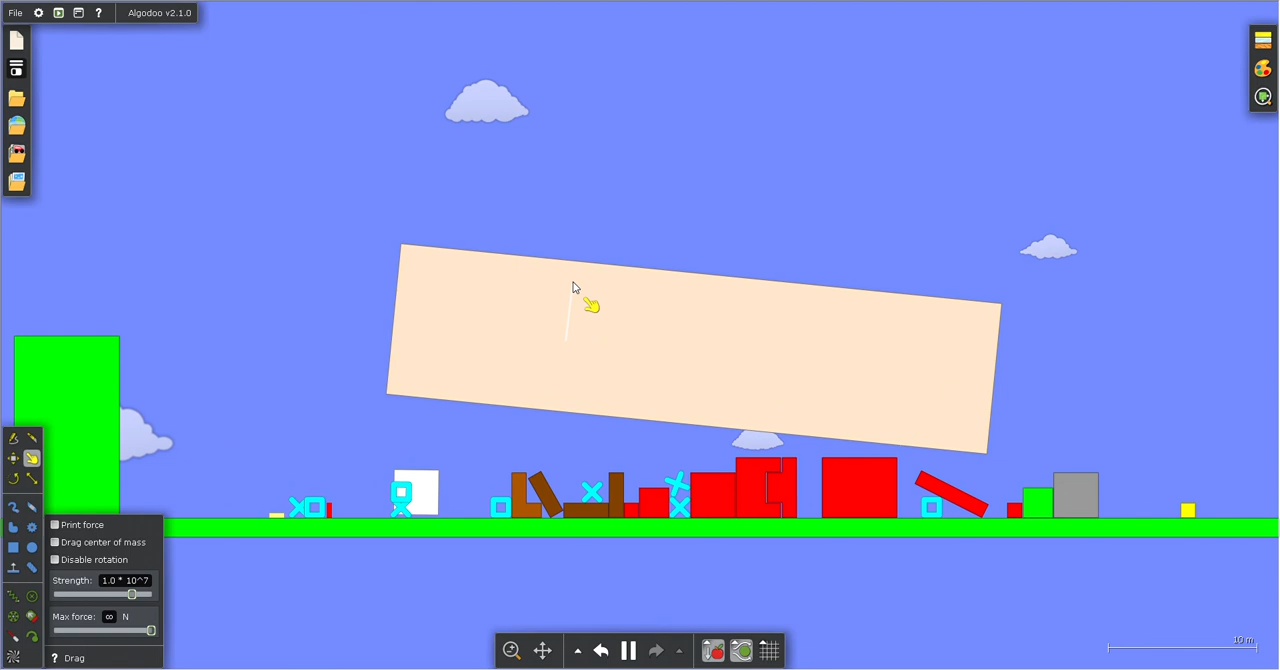 File ? Algodoo v2.1.0
Print force
Drag center of mass
Disable rotation
Strength: 1.0 * 10^7
Max force: ∞ N
? Drag
10 m